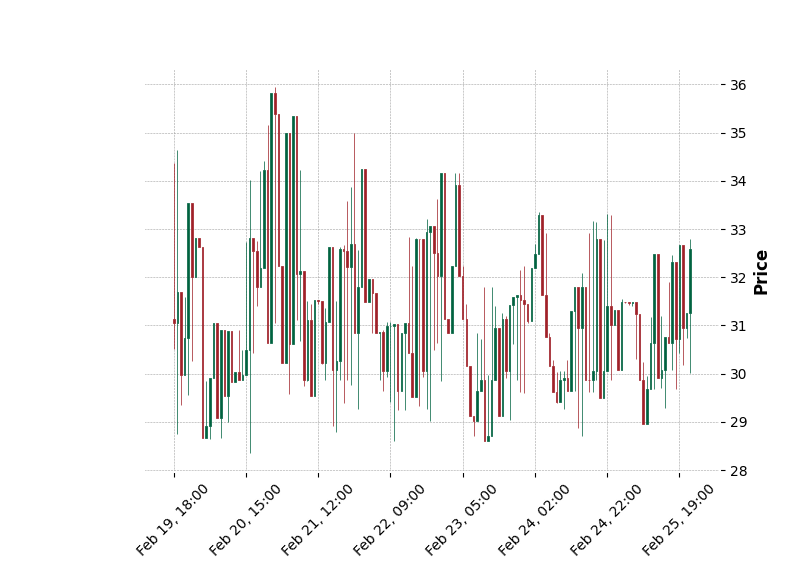 36
35
34
33
32
31
30
29
28
Price
Feb 19, 18:00
Feb 20, 15:00
Feb 21, 12:00
Feb 22, 09:00
Feb 23, 05:00
Feb 24, 02:00
Feb 24, 22:00
Feb 25, 19:00